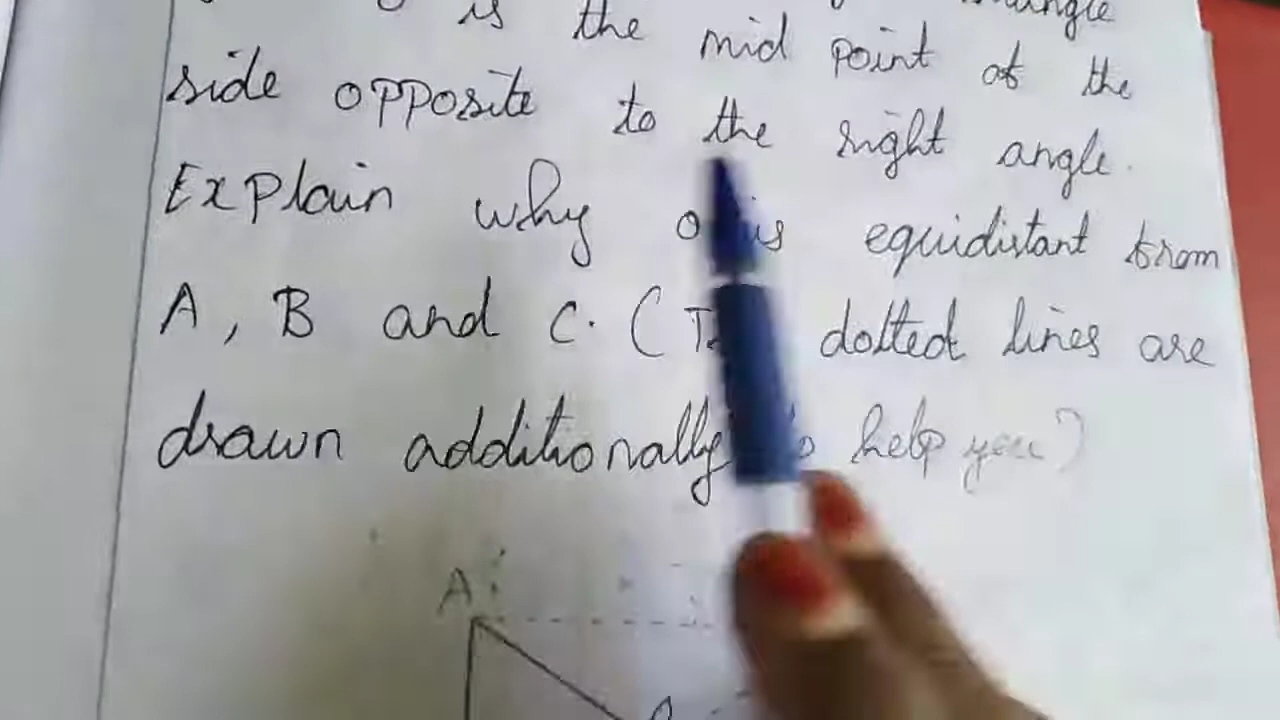 is the mid point of the
side opposite to the right angle.
Explain why o is equidistant from
A, B and C. ( dotted lines are
drawn additionally help you)
A